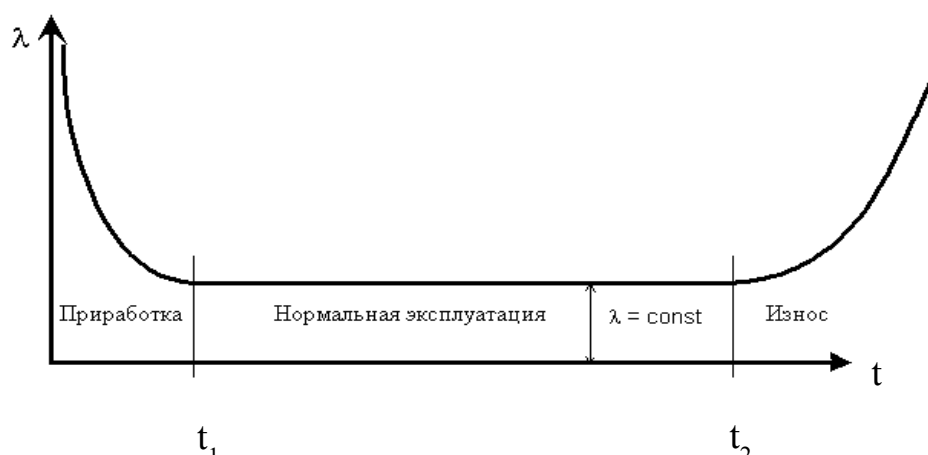 λ
Приработка
Нормальная эксплуатация
λ = const
Износ
t
t₁
t₂